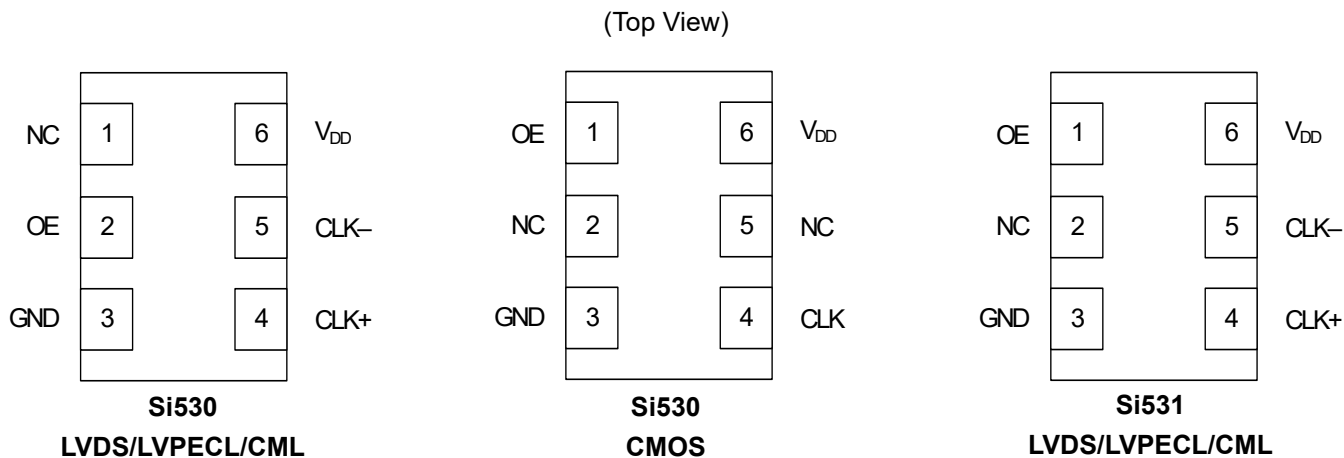 (Top View)
NC 1 6 VDD
OE 2 5 CLK–
GND 3 4 CLK+
Si530
LVDS/LVPECL/CML
OE 1 6 VDD
NC 2 5 NC
GND 3 4 CLK
Si530
CMOS
OE 1 6 VDD
NC 2 5 CLK–
GND 3 4 CLK+
Si531
LVDS/LVPECL/CML